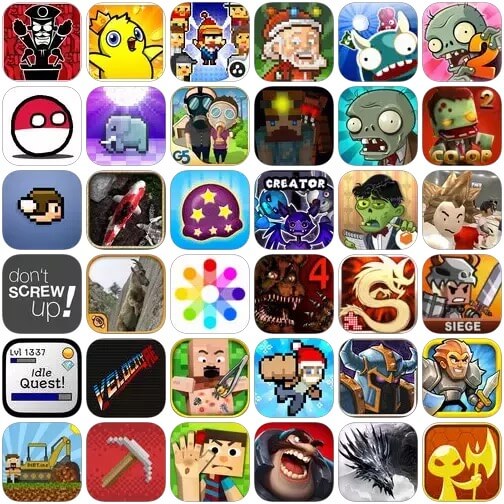 2
G5
2
CO-OP
CREATOR
don't
SCREW
up!
4
SIEGE
Lvl 1337
Idle
Quest!